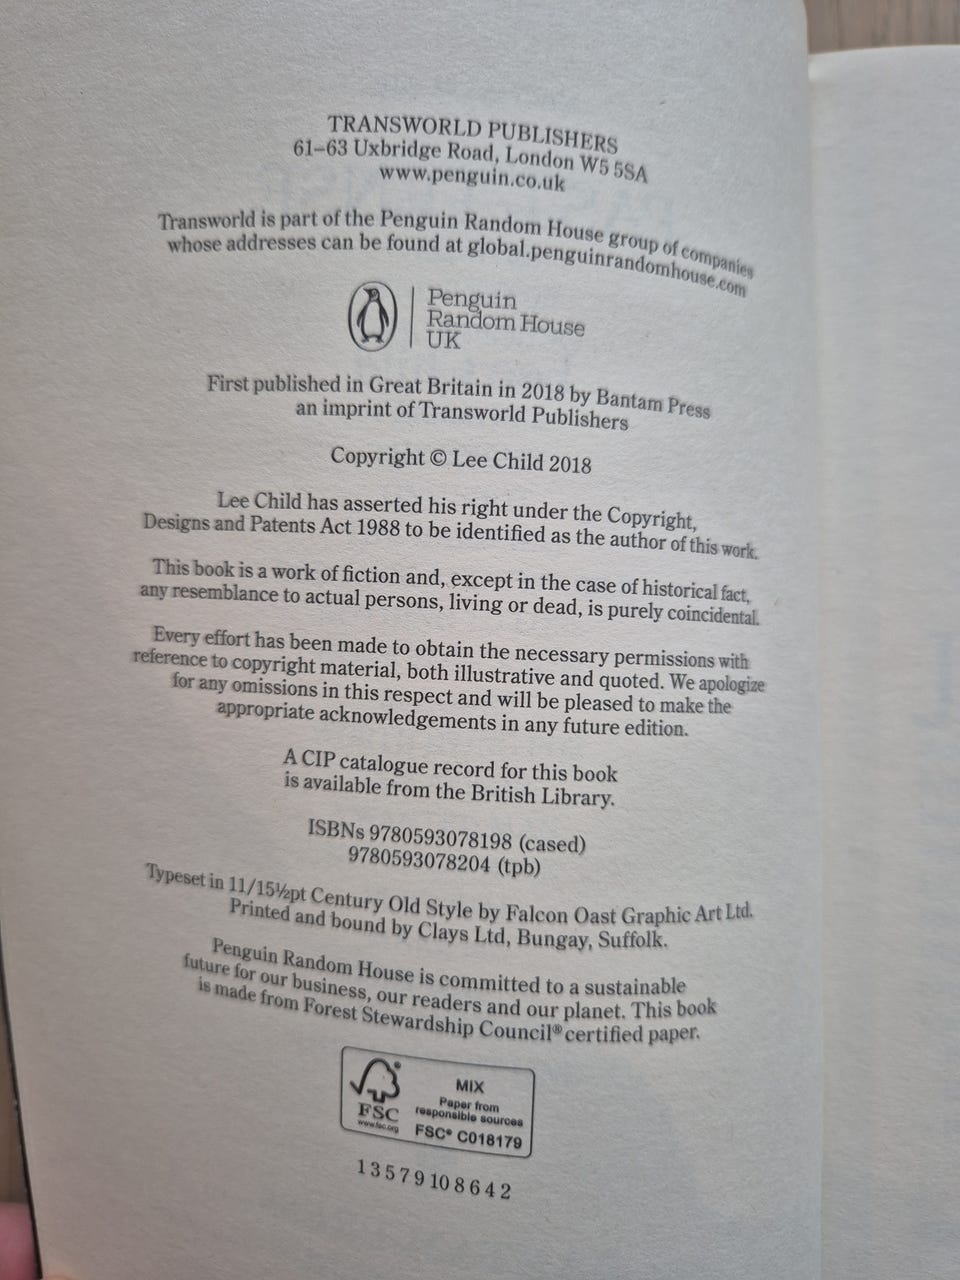 TRANSWORLD PUBLISHERS
61–63 Uxbridge Road, London W5 5SA
www.penguin.co.uk
Transworld is part of the Penguin Random House group of companies
whose addresses can be found at global.penguinrandomhouse.com
Penguin
Random House
UK
First published in Great Britain in 2018 by Bantam Press
an imprint of Transworld Publishers
Copyright © Lee Child 2018
Lee Child has asserted his right under the Copyright,
Designs and Patents Act 1988 to be identified as the author of this work.
This book is a work of fiction and, except in the case of historical fact,
any resemblance to actual persons, living or dead, is purely coincidental.
Every effort has been made to obtain the necessary permissions with
reference to copyright material, both illustrative and quoted. We apologize
for any omissions in this respect and will be pleased to make the
appropriate acknowledgements in any future edition.
A CIP catalogue record for this book
is available from the British Library.
ISBNs 9780593078198 (cased)
9780593078204 (tpb)
Typeset in 11/15½pt Century Old Style by Falcon Oast Graphic Art Ltd.
Printed and bound by Clays Ltd, Bungay, Suffolk.
Penguin Random House is committed to a sustainable
future for our business, our readers and our planet. This book
is made from Forest Stewardship Council® certified paper.
FSC
www.fsc.org
MIX
Paper from
responsible sources
FSC® C018179
1 3 5 7 9 10 8 6 4 2